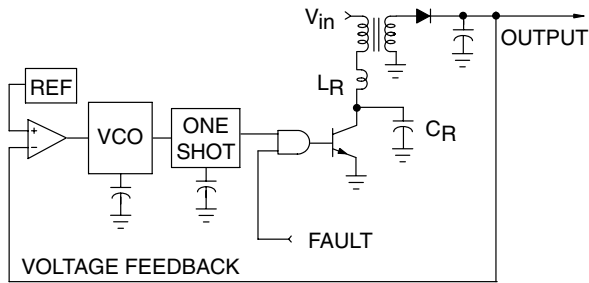 Vin
OUTPUT
LR
REF
+
−
VCO
ONE
SHOT
CR
FAULT
VOLTAGE FEEDBACK